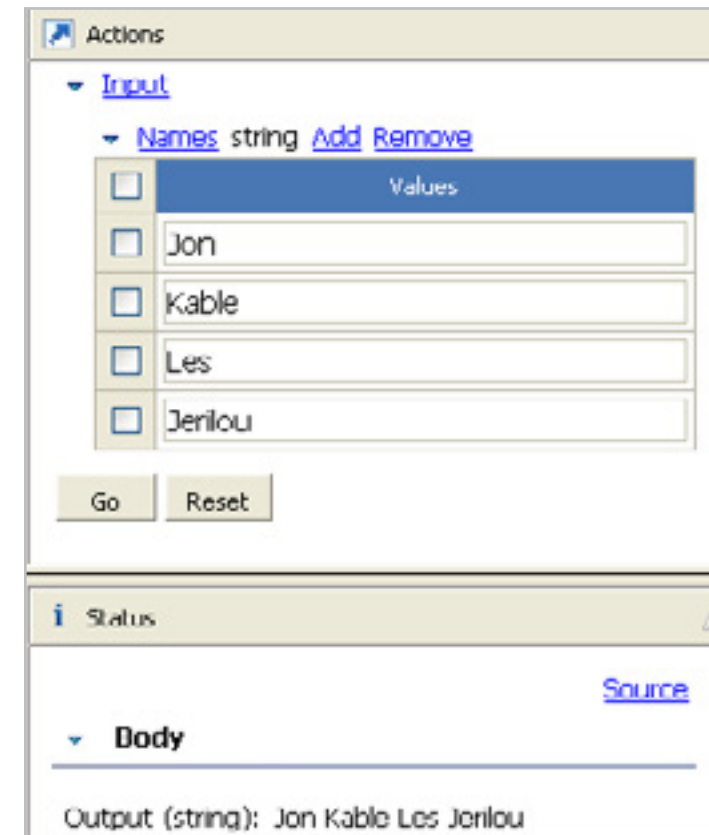 Actions
Input
Names string Add Remove
Values
Jon
Kable
Les
Jerilou
Go Reset
i Status
Source
Body
Output (string): Jon Kable Les Jerilou